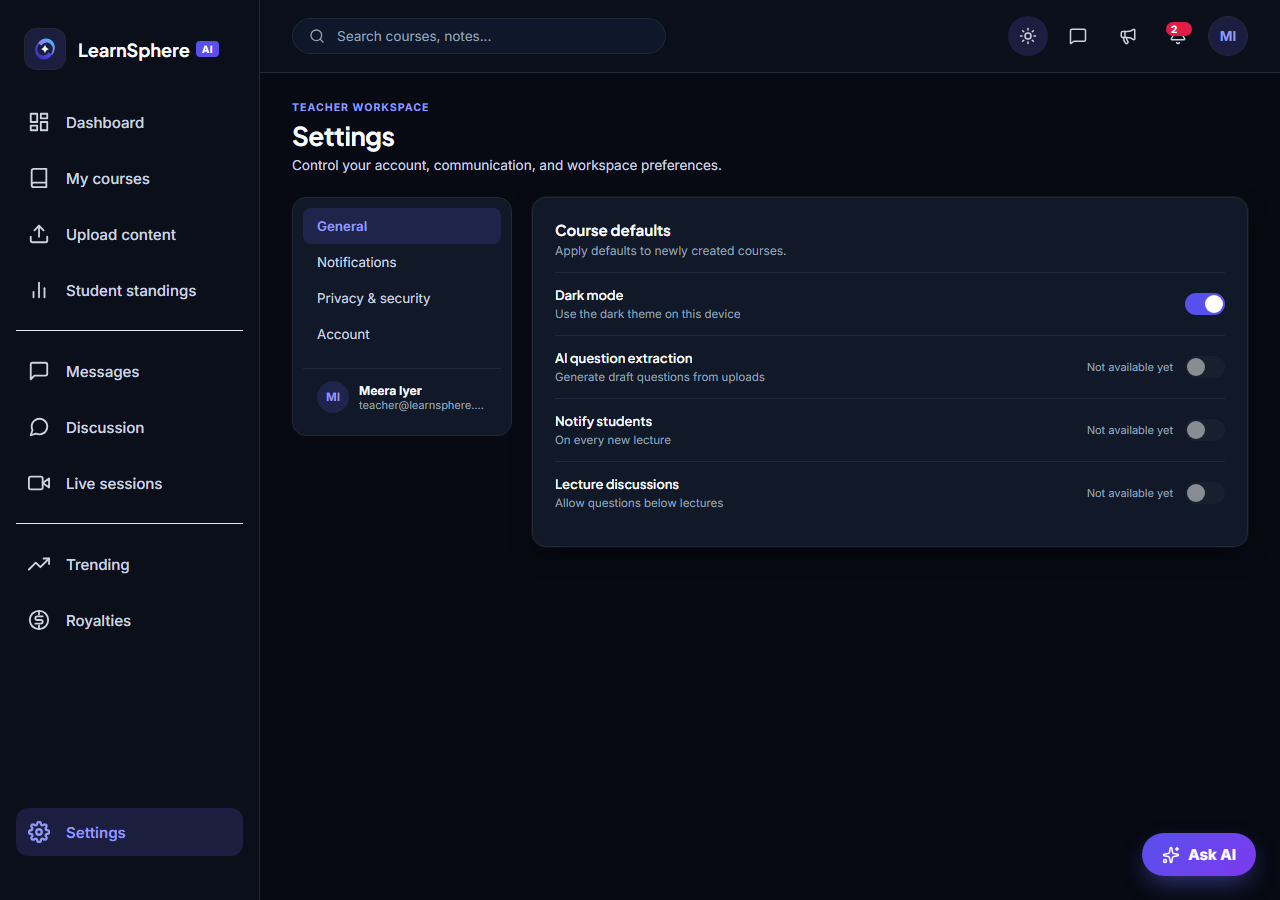 LearnSphere AI
Search courses, notes...
2
MI
Dashboard
My courses
Upload content
Student standings
Messages
Discussion
Live sessions
Trending
Royalties
Settings
TEACHER WORKSPACE
Settings
Control your account, communication, and workspace preferences.
General
Notifications
Privacy & security
Account
MI
Meera Iyer
teacher@learnsphere....
Course defaults
Apply defaults to newly created courses.
Dark mode
Use the dark theme on this device
AI question extraction
Generate draft questions from uploads
Not available yet
Notify students
On every new lecture
Not available yet
Lecture discussions
Allow questions below lectures
Not available yet
Ask AI